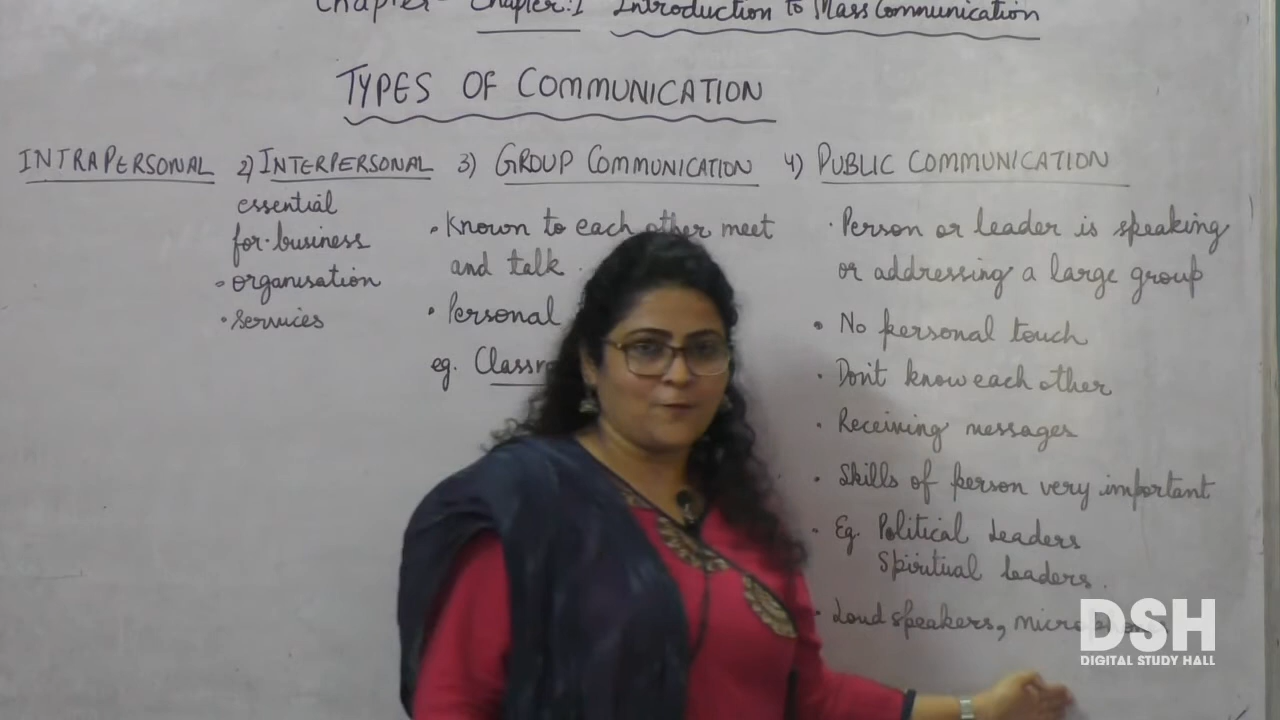 Chapter - Chapter:1 Introduction to Mass Communication
TYPES OF COMMUNICATION
INTRAPERSONAL
2) INTERPERSONAL
essential
for business
• organisation
• services
3) GROUP COMMUNICATION
• Known to each other meet
and talk.
• Personal
eg.
4) PUBLIC COMMUNICATION
• Person or leader is speaking
or addressing a large group
• No personal touch
• Don't know each other
• Receiving messages
• Skills of person very important
• Eg. Political Leaders
Spiritual leaders.
• Loud speakers,
DSH
DIGITAL STUDY HALL